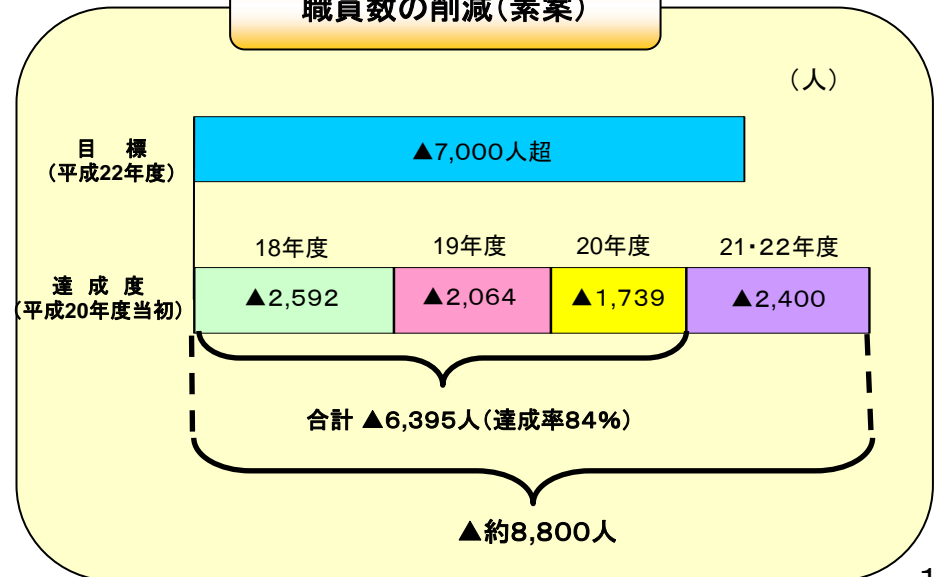 職員数の削減(素案)
(人)
目 標
(平成22年度)
▲7,000人超
18年度 19年度 20年度 21・22年度
達 成 度
(平成20年度当初)
▲2,592 ▲2,064 ▲1,739 ▲2,400
合計 ▲6,395人(達成率84%)
▲約8,800人